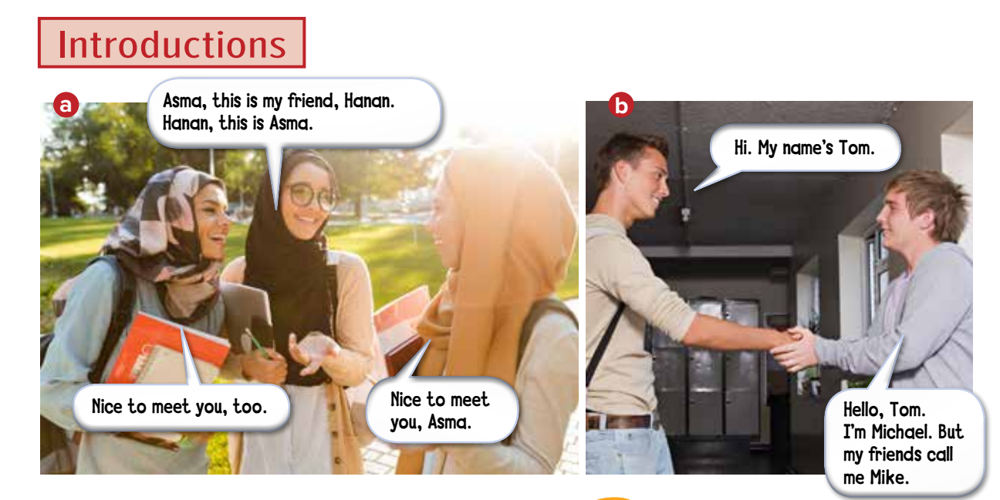 Introductions
a
Asma, this is my friend, Hanan.
Hanan, this is Asma.
Nice to meet you, too.
Nice to meet
you, Asma.
b
Hi. My name's Tom.
Hello, Tom.
I'm Michael. But
my friends call
me Mike.